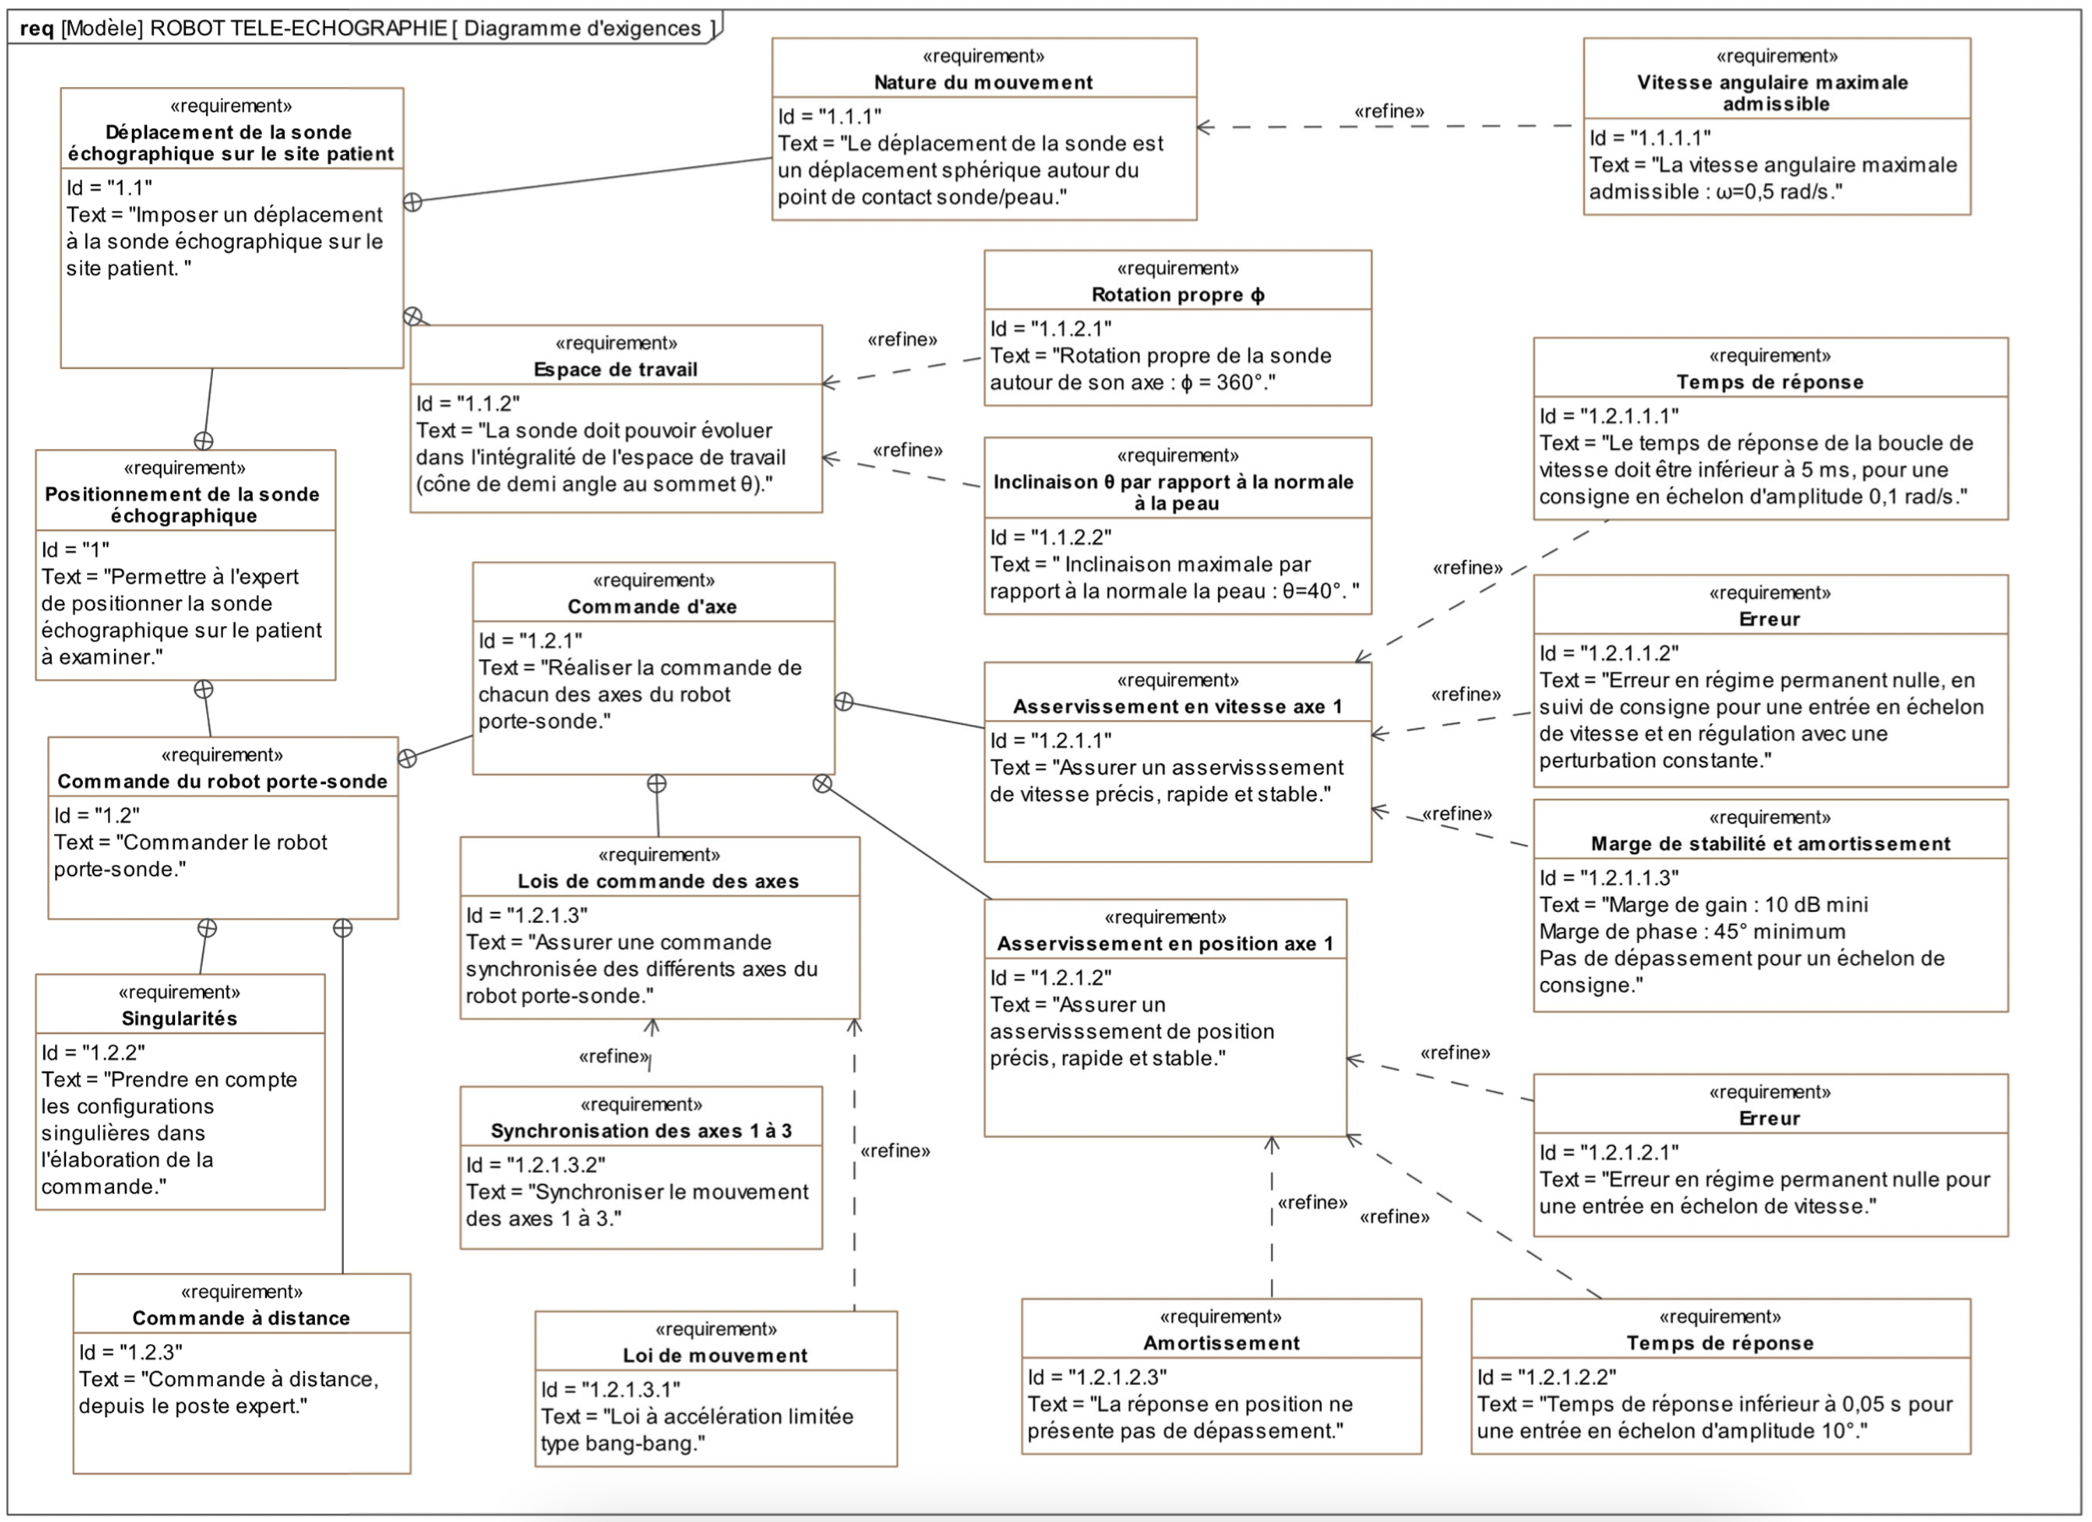 req [Modèle] ROBOT TELE-ECHOGRAPHIE [ Diagramme d'exigences ]
«requirement»
Déplacement de la sonde
échographique sur le site patient
Id = "1.1"
Text = "Imposer un déplacement
à la sonde échographique sur le
site patient. "
«requirement»
Nature du mouvement
Id = "1.1.1"
Text = "Le déplacement de la sonde est
un déplacement sphérique autour du
point de contact sonde/peau."
«refine»
«requirement»
Vitesse angulaire maximale
admissible
Id = "1.1.1.1"
Text = "La vitesse angulaire maximale
admissible : ω=0,5 rad/s."
«requirement»
Espace de travail
Id = "1.1.2"
Text = "La sonde doit pouvoir évoluer
dans l'intégralité de l'espace de travail
(cône de demi angle au sommet θ)."
«refine»
«requirement»
Rotation propre ϕ
Id = "1.1.2.1"
Text = "Rotation propre de la sonde
autour de son axe : ϕ = 360°."
«refine»
«requirement»
Inclinaison θ par rapport à la normale
à la peau
Id = "1.1.2.2"
Text = " Inclinaison maximale par
rapport à la normale la peau : θ=40°. "
«requirement»
Temps de réponse
Id = "1.2.1.1.1"
Text = "Le temps de réponse de la boucle de
vitesse doit être inférieur à 5 ms, pour une
consigne en échelon d'amplitude 0,1 rad/s."
«refine»
«requirement»
Positionnement de la sonde
échographique
Id = "1"
Text = "Permettre à l'expert
de positionner la sonde
échographique sur le patient
à examiner."
«requirement»
Commande d'axe
Id = "1.2.1"
Text = "Réaliser la commande de
chacun des axes du robot
porte-sonde."
«requirement»
Asservissement en vitesse axe 1
Id = "1.2.1.1"
Text = "Assurer un asservisssement
de vitesse précis, rapide et stable."
«refine»
«requirement»
Erreur
Id = "1.2.1.1.2"
Text = "Erreur en régime permanent nulle, en
suivi de consigne pour une entrée en échelon
de vitesse et en régulation avec une
perturbation constante."
«refine»
«requirement»
Marge de stabilité et amortissement
Id = "1.2.1.1.3"
Text = "Marge de gain : 10 dB mini
Marge de phase : 45° minimum
Pas de dépassement pour un échelon de
consigne."
«requirement»
Commande du robot porte-sonde
Id = "1.2"
Text = "Commander le robot
porte-sonde."
«requirement»
Lois de commande des axes
Id = "1.2.1.3"
Text = "Assurer une commande
synchronisée des différents axes du
robot porte-sonde."
«requirement»
Asservissement en position axe 1
Id = "1.2.1.2"
Text = "Assurer un
asservisssement de position
précis, rapide et stable."
«requirement»
Singularités
Id = "1.2.2"
Text = "Prendre en compte
les configurations
singulières dans
l'élaboration de la
commande."
«refine»
«requirement»
Synchronisation des axes 1 à 3
Id = "1.2.1.3.2"
Text = "Synchroniser le mouvement
des axes 1 à 3."
«refine»
«refine»
«requirement»
Erreur
Id = "1.2.1.2.1"
Text = "Erreur en régime permanent nulle pour
une entrée en échelon de vitesse."
«refine»
«refine»
«requirement»
Commande à distance
Id = "1.2.3"
Text = "Commande à distance,
depuis le poste expert."
«requirement»
Loi de mouvement
Id = "1.2.1.3.1"
Text = "Loi à accélération limitée
type bang-bang."
«requirement»
Amortissement
Id = "1.2.1.2.3"
Text = "La réponse en position ne
présente pas de dépassement."
«requirement»
Temps de réponse
Id = "1.2.1.2.2"
Text = "Temps de réponse inférieur à 0,05 s pour
une entrée en échelon d'amplitude 10°."